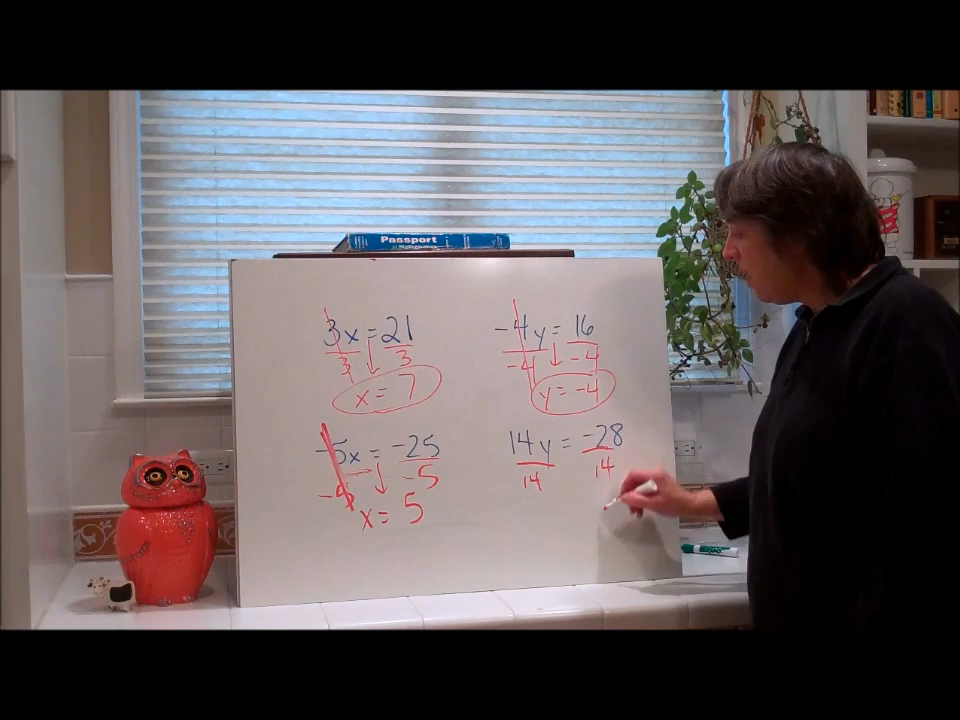 Passport
3x = 21
3 3
x = 7
-4y = 16
-4 -4
y = -4
-5x = -25
-5 -5
x = 5
14y = -28
14 14